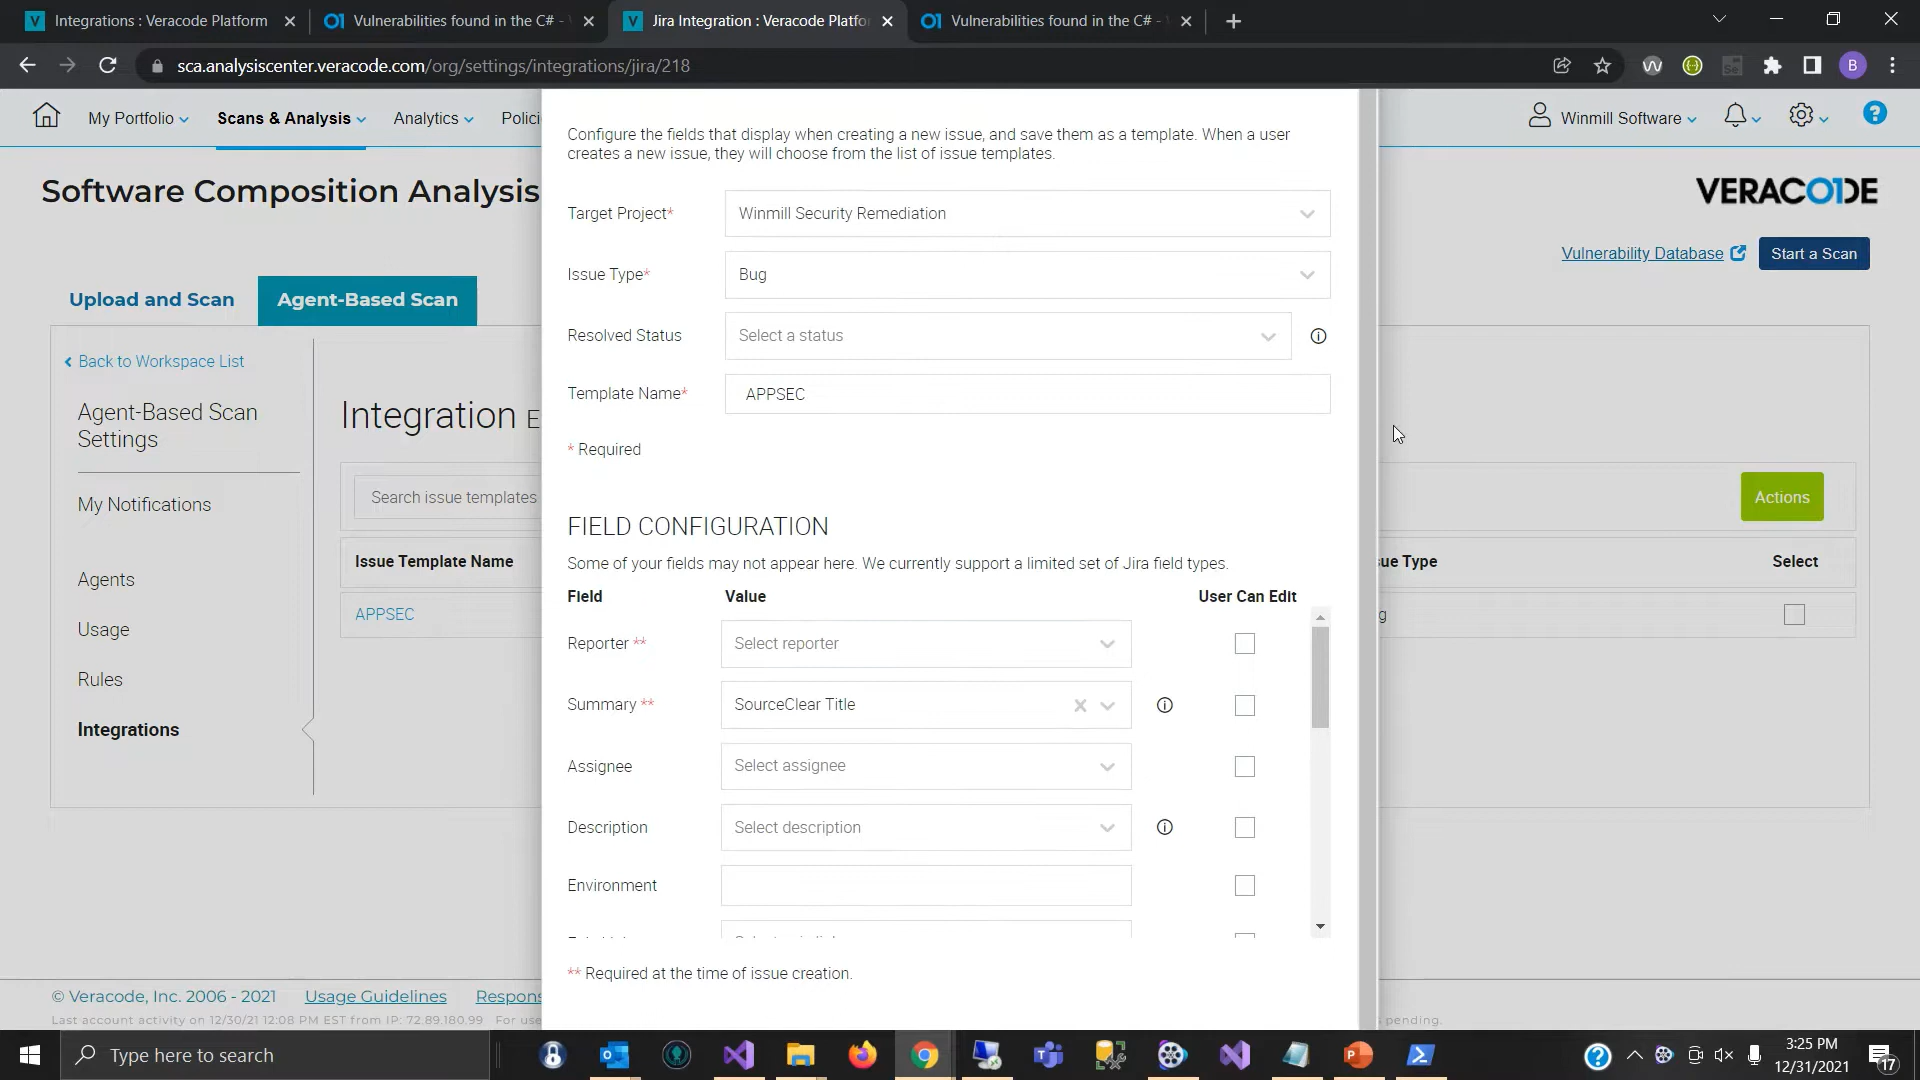 Integrations : Veracode Platform
Vulnerabilities found in the C# -
Jira Integration : Veracode Platfo
Vulnerabilities found in the C# -
sca.analysiscenter.veracode.com/org/settings/integrations/jira/218
B
My Portfolio
Scans & Analysis
Analytics
Polici
Winmill Software
Software Composition Analysis
VERACODE
Vulnerability Database
Start a Scan
Upload and Scan
Agent-Based Scan
Back to Workspace List
Agent-Based Scan
Settings
My Notifications
Agents
Usage
Rules
Integrations
Integration E
Search issue templates
Actions
Issue Template Name
sue Type
Select
APPSEC
g
Configure the fields that display when creating a new issue, and save them as a template. When a user
creates a new issue, they will choose from the list of issue templates.
Target Project*
Winmill Security Remediation
Issue Type*
Bug
Resolved Status
Select a status
Template Name*
APPSEC
* Required
FIELD CONFIGURATION
Some of your fields may not appear here. We currently support a limited set of Jira field types.
Field
Value
User Can Edit
Reporter **
Select reporter
Summary **
SourceClear Title
Assignee
Select assignee
Description
Select description
Environment
** Required at the time of issue creation.
© Veracode, Inc. 2006 - 2021
Usage Guidelines
Respons
Last account activity on 12/30/21 12:08 PM EST from IP: 72.89.180.99
For use
pending.
Type here to search
3:25 PM
12/31/2021
17